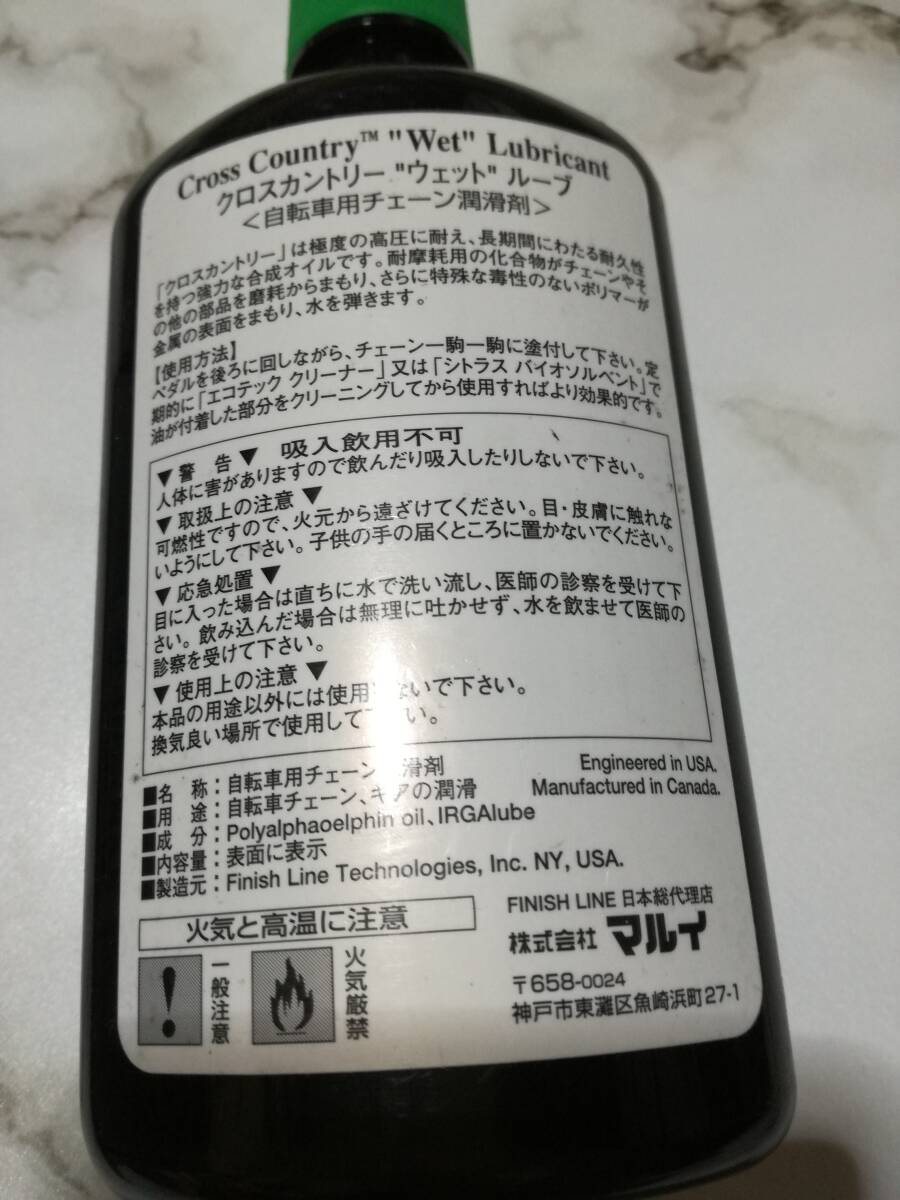 Cross Country™ "Wet" Lubricant
クロスカントリー "ウェット" ルーブ
<自転車用チェーン潤滑剤>
「クロスカントリー」は極度の高圧に耐え、長期間にわたる耐久性
を持つ強力な合成オイルです。耐摩耗用の化合物がチェーンやそ
の他の部品を磨耗からまもり、さらに特殊な毒性のないポリマーが
金属の表面をまもり、水を弾きます。
【使用方法】
ペダルを後ろに回しながら、チェーン一駒一駒に塗付して下さい。定
期的に「エコテック クリーナー」又は「シトラス バイオソルベント」で
油が付着した部分をクリーニングしてから使用すればより効果的です。
▼ 警 告 ▼ 吸入飲用不可
人体に害がありますので飲んだり吸入したりしないで下さい。
▼ 取扱上の注意 ▼
可燃性ですので、火元から遠ざけてください。目・皮膚に触れな
いようにして下さい。子供の手の届くところに置かないでください。
▼ 応急処置 ▼
目に入った場合は直ちに水で洗い流し、医師の診察を受けて下
さい。飲み込んだ場合は無理に吐かせず、水を飲ませて医師の
診察を受けて下さい。
▼ 使用上の注意 ▼
本品の用途以外には使用ないで下さい。
換気良い場所で使用してい。
■名 称：自転車用チェーン滑剤
■用 途：自転車チェーン、ギアの潤滑
■成 分：Polyalphaoelphin oil、IRGAlube
■内容量：表面に表示
■製造元：Finish Line Technologies, Inc. NY, USA.
Engineered in USA.
Manufactured in Canada.
火気と高温に注意
一般注意
火気厳禁
FINISH LINE 日本総代理店
株式会社 マルイ
〒658-0024
神戸市東灘区魚崎浜町27-1